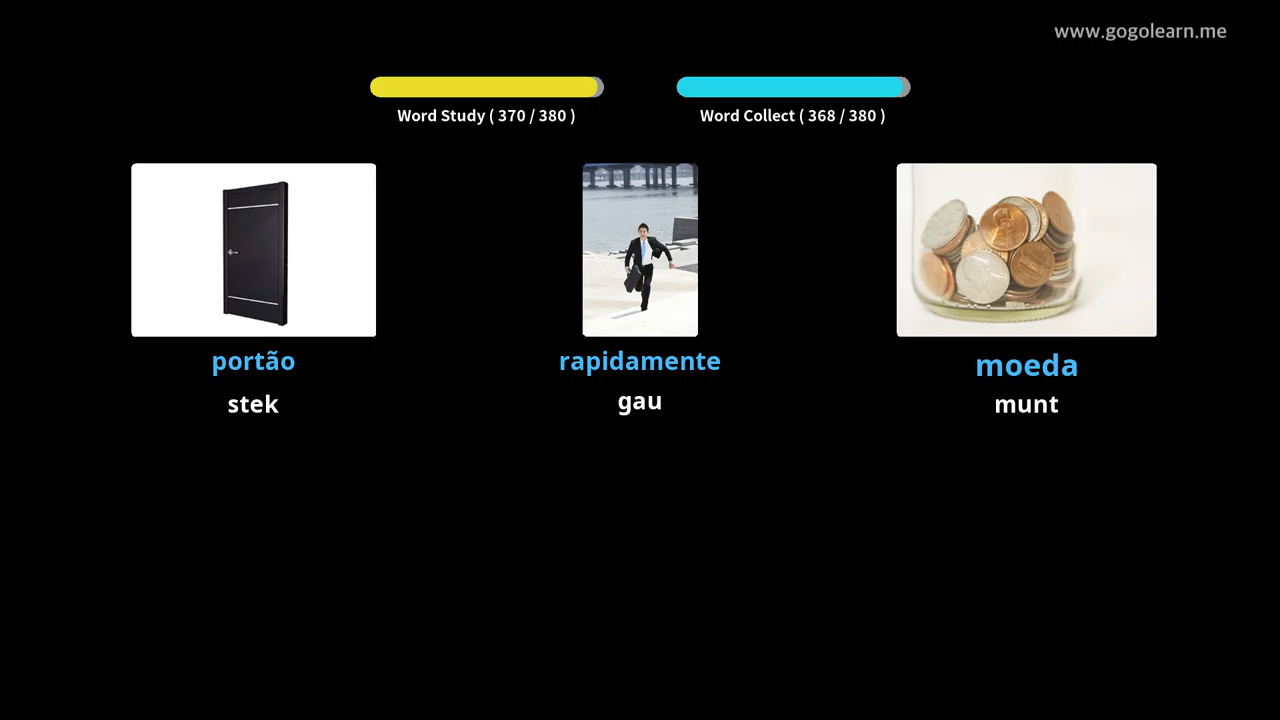 www.gogolearn.me
Word Study ( 370 / 380 )
Word Collect ( 368 / 380 )
portão
rapidamente
moeda
stek
gau
munt